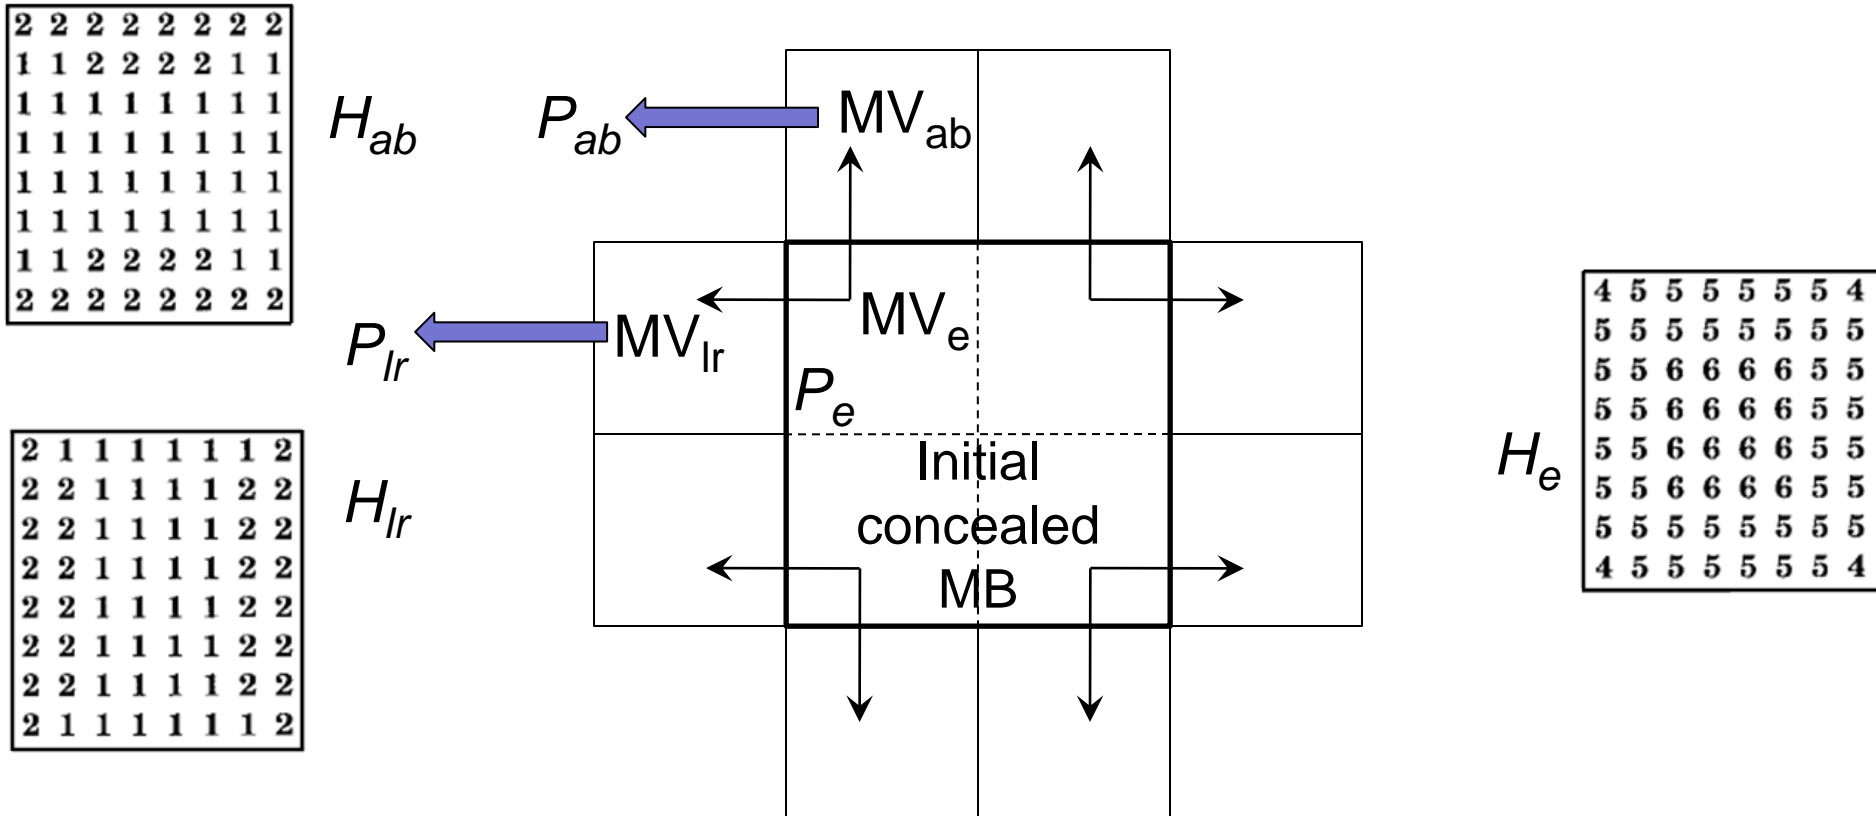 2 2 2 2 2 2 2 2
1 1 2 2 2 2 1 1
1 1 1 1 1 1 1 1
1 1 1 1 1 1 1 1
1 1 1 1 1 1 1 1
1 1 1 1 1 1 1 1
1 1 2 2 2 2 1 1
2 2 2 2 2 2 2 2
H_ab
P_ab
MV_ab
P_lr
MV_lr
MV_e
P_e
Initial
concealed
MB
2 1 1 1 1 1 1 2
2 2 1 1 1 1 2 2
2 2 1 1 1 1 2 2
2 2 1 1 1 1 2 2
2 2 1 1 1 1 2 2
2 2 1 1 1 1 2 2
2 2 1 1 1 1 2 2
2 1 1 1 1 1 1 2
H_lr
H_e
4 5 5 5 5 5 5 4
5 5 5 5 5 5 5 5
5 5 6 6 6 6 5 5
5 5 6 6 6 6 5 5
5 5 6 6 6 6 5 5
5 5 6 6 6 6 5 5
5 5 5 5 5 5 5 5
4 5 5 5 5 5 5 4